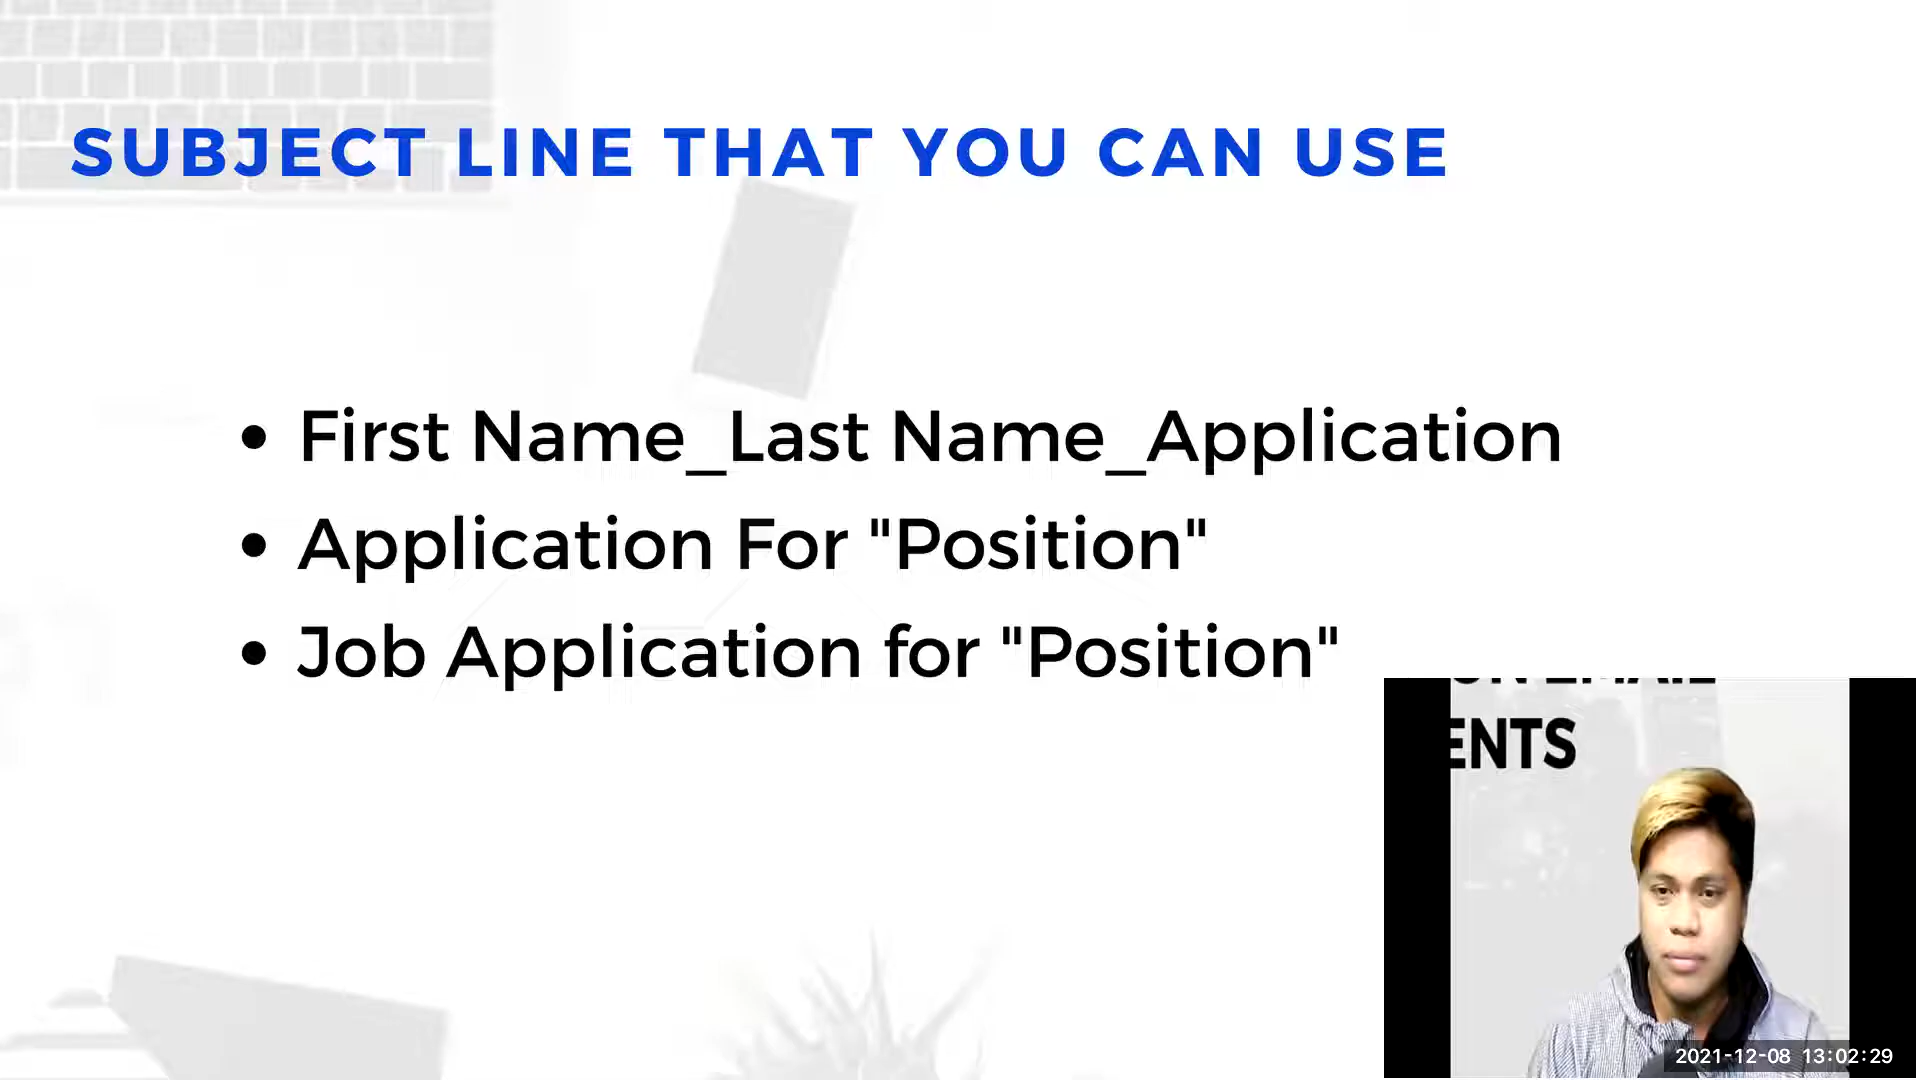 SUBJECT LINE THAT YOU CAN USE
• First Name_Last Name_Application
• Application For "Position"
• Job Application for "Position"
ENTS
2021-12-08 13:02:29